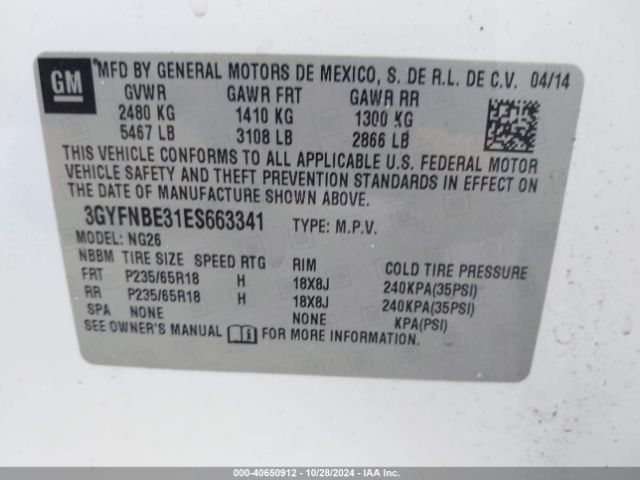 GM
MFD BY GENERAL MOTORS DE MEXICO, S. DE R.L. DE C.V. 04/14
GVWR GAWR FRT GAWR RR
2480 KG 1410 KG 1300 KG
5467 LB 3108 LB 2866 LB
THIS VEHICLE CONFORMS TO ALL APPLICABLE U.S. FEDERAL MOTOR
VEHICLE SAFETY AND THEFT PREVENTION STANDARDS IN EFFECT ON
THE DATE OF MANUFACTURE SHOWN ABOVE.
3GYFNBE31ES663341 TYPE: M.P.V.
MODEL: NG26
NBBM TIRE SIZE SPEED RTG RIM COLD TIRE PRESSURE
FRT P235/65R18 H 18X8J 240KPA(35PSI)
RR P235/65R18 H 18X8J 240KPA(35PSI)
SPA NONE NONE KPA(PSI)
SEE OWNER'S MANUAL FOR MORE INFORMATION.
000-40650912 - 10/28/2024 - IAAI.com